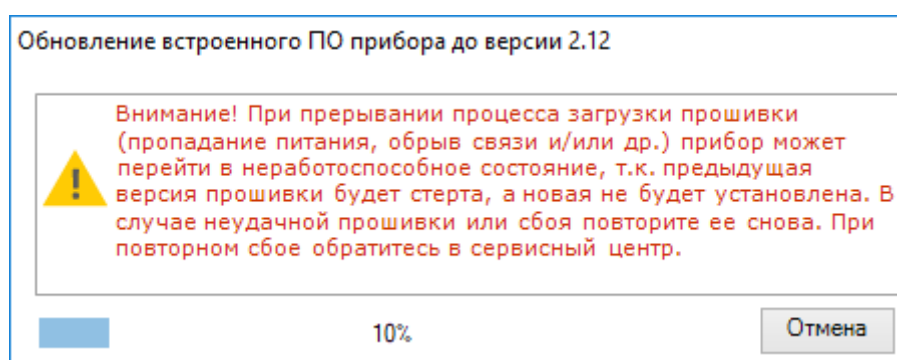 Обновление встроенного ПО прибора до версии 2.12
Внимание! При прерывании процесса загрузки прошивки
(пропадание питания, обрыв связи и/или др.) прибор может
перейти в неработоспособное состояние, т.к. предыдущая
версия прошивки будет стерта, а новая не будет установлена. В
случае неудачной прошивки или сбоя повторите ее снова. При
повторном сбое обратитесь в сервисный центр.
10%
Отмена